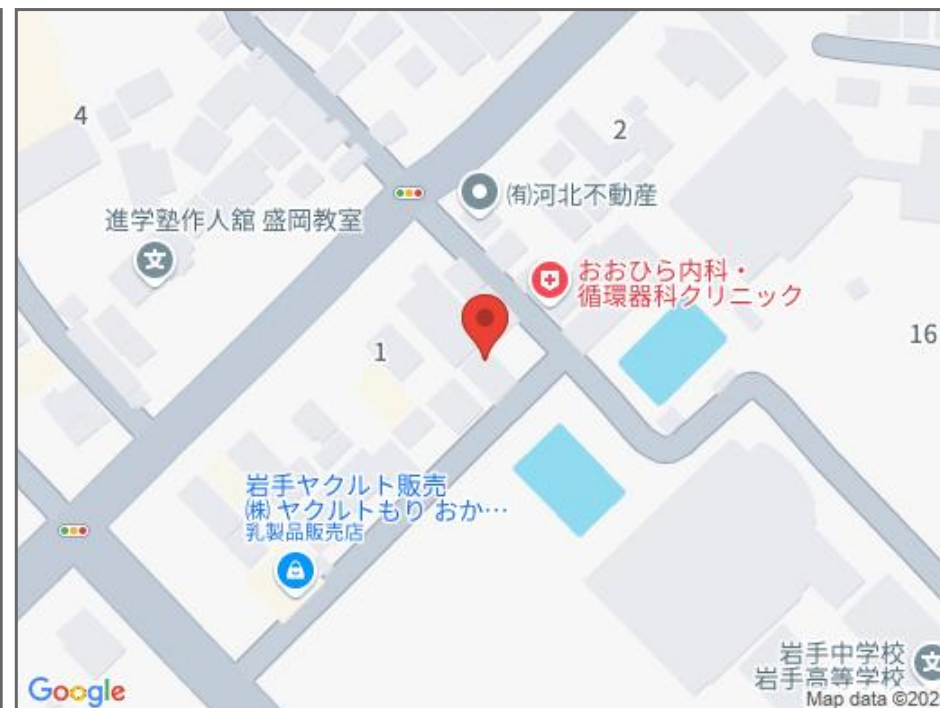 4
2
㈲河北不動産
進学塾作人舘 盛岡教室
おおひら内科・
循環器科クリニック
16
1
岩手ヤクルト販売
㈱ ヤクルトもり おか…
乳製品販売店
岩手中学校
岩手高等学校
Google
Map data ©202